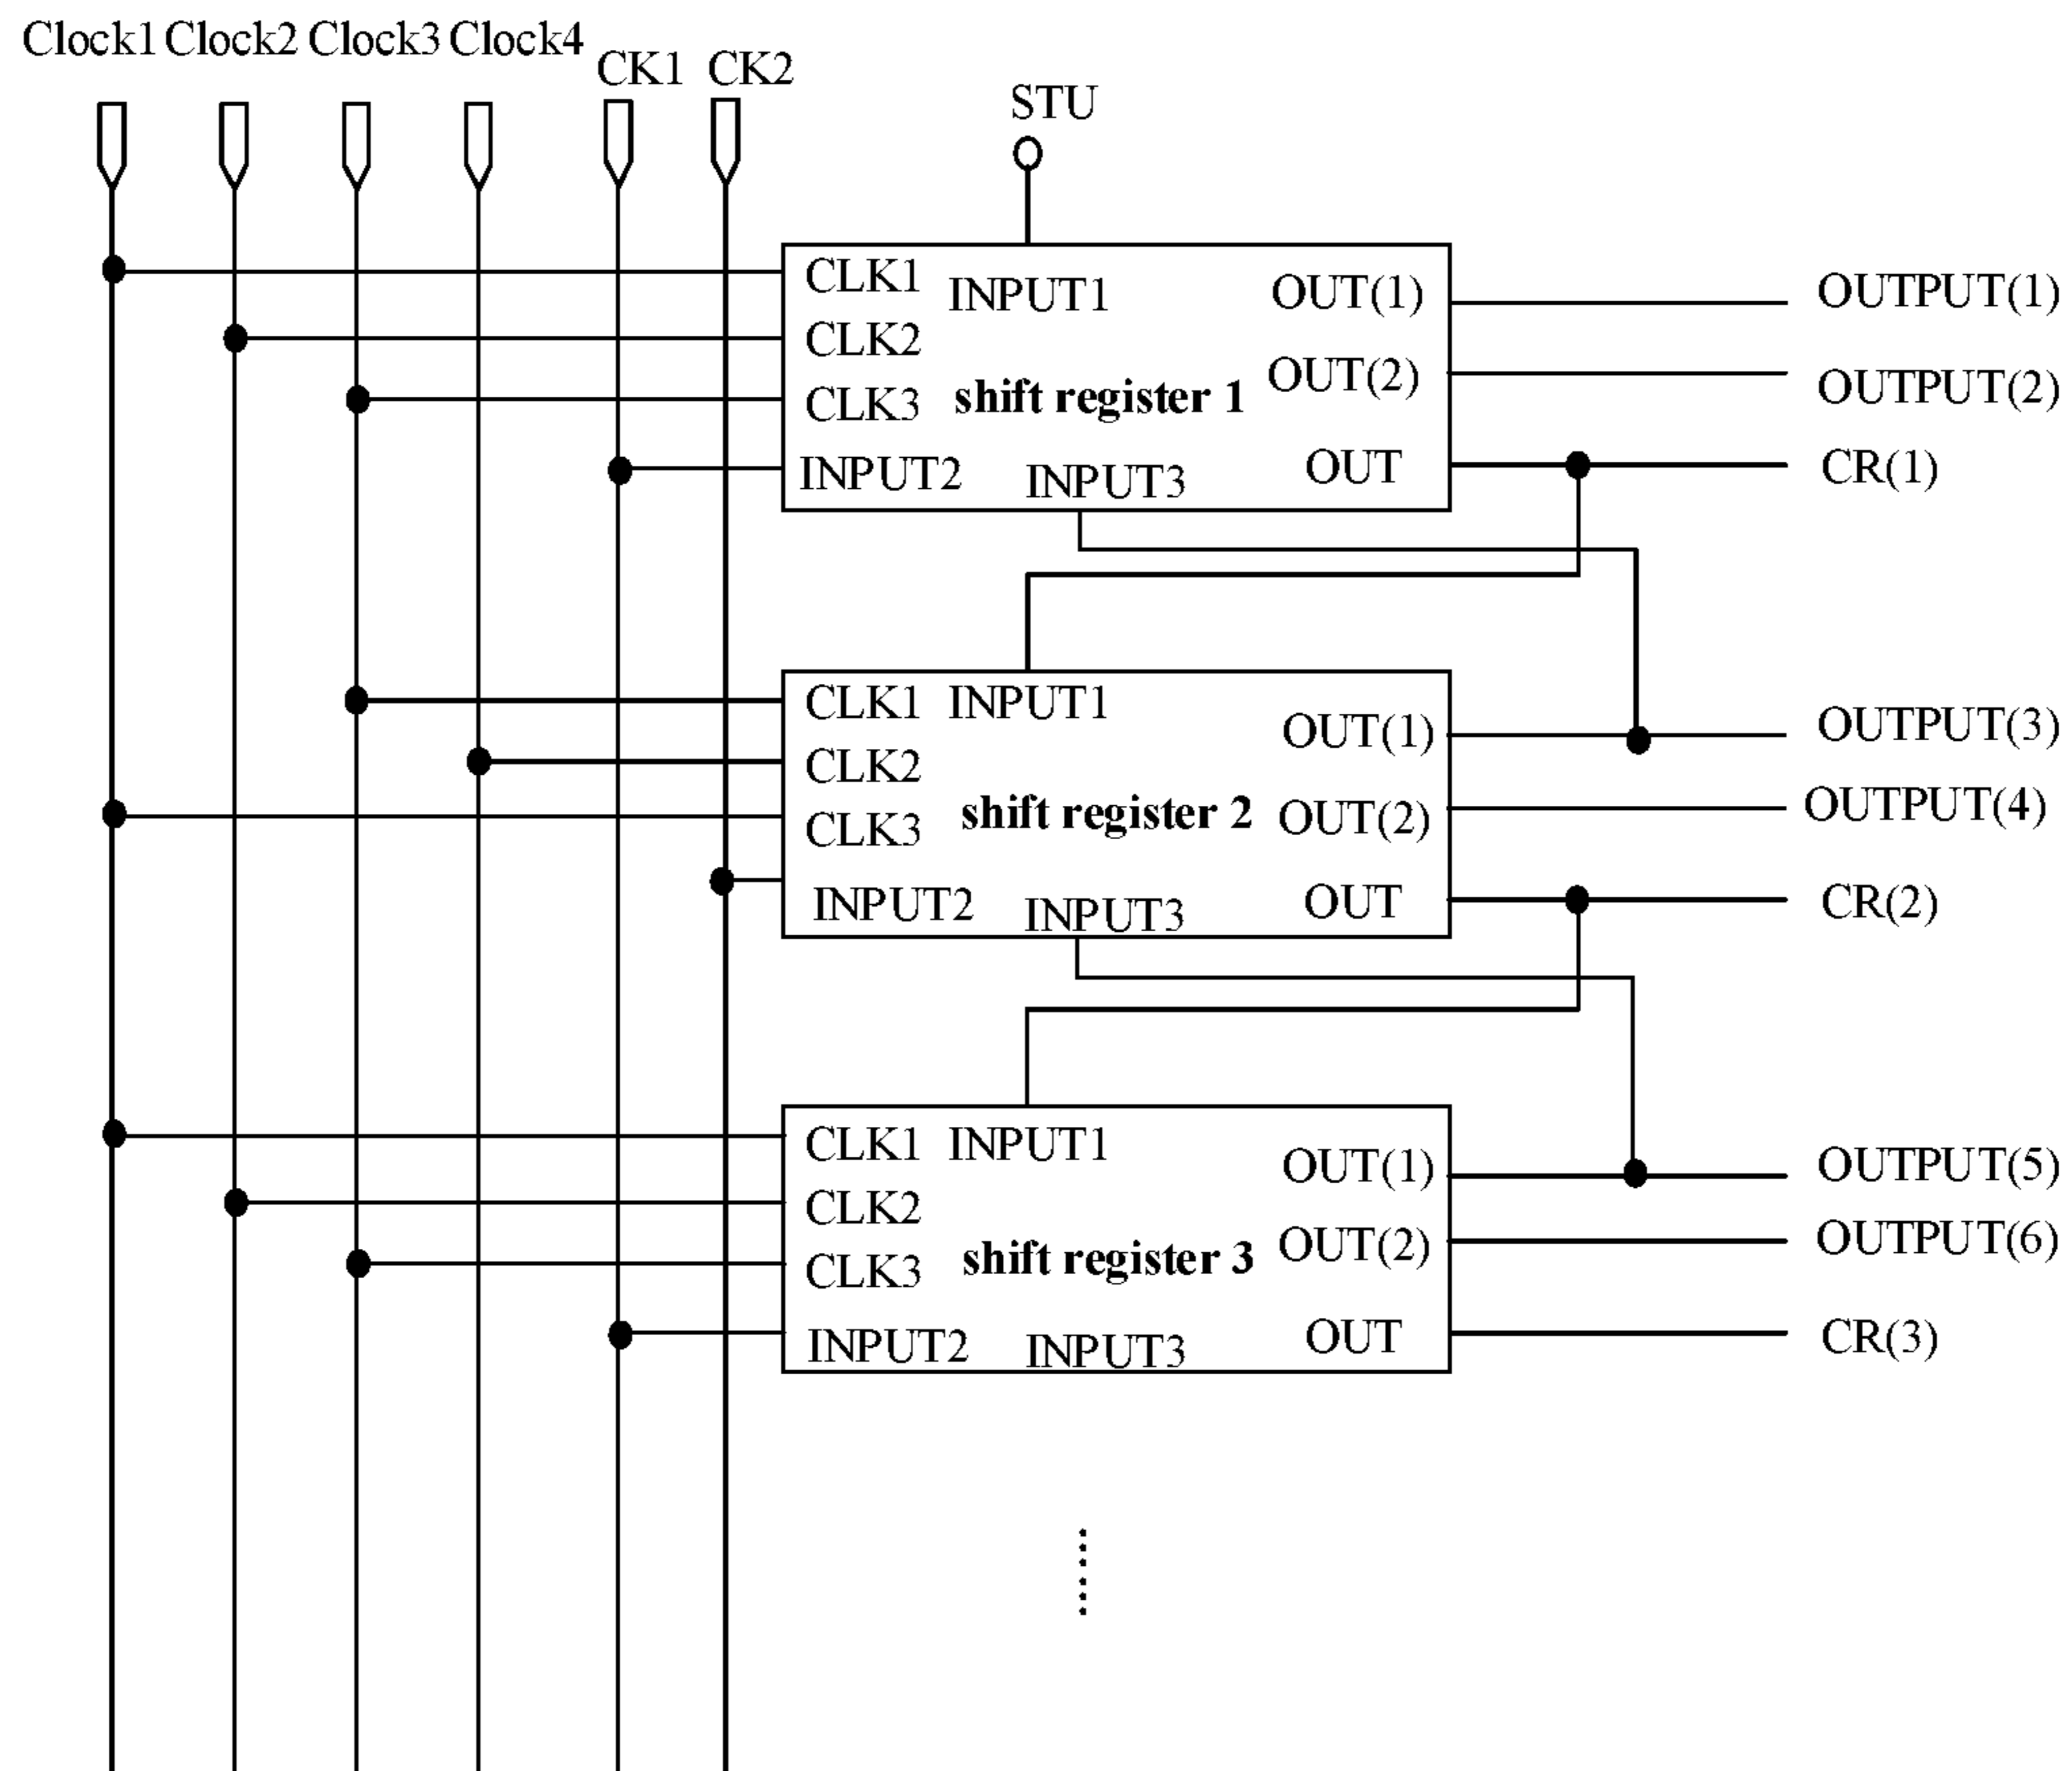 Clock1 Clock2 Clock3 Clock4 CK1 CK2
STU
CLK1 INPUT1 OUT(1) OUTPUT(1)
CLK2
CLK3 shift register 1 OUT(2) OUTPUT(2)
INPUT2 INPUT3 OUT CR(1)
CLK1 INPUT1 OUT(1) OUTPUT(3)
CLK2
CLK3 shift register 2 OUT(2) OUTPUT(4)
INPUT2 INPUT3 OUT CR(2)
CLK1 INPUT1 OUT(1) OUTPUT(5)
CLK2
CLK3 shift register 3 OUT(2) OUTPUT(6)
INPUT2 INPUT3 OUT CR(3)